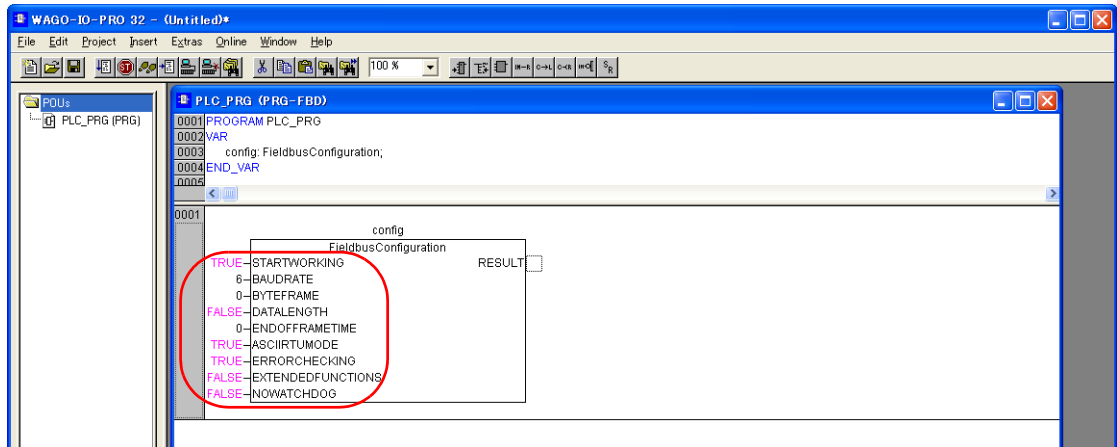 WAGO-IO-PRO 32 - (Untitled)*
File Edit Project Insert Extras Online Window Help
100 %
POUs
PLC_PRG (PRG)
PLC_PRG (PRG-FBD)
0001 PROGRAM PLC_PRG
0002 VAR
0003 config: FieldbusConfiguration;
0004 END_VAR
0005
0001
config
FieldbusConfiguration
TRUE STARTWORKING RESULT
6 BAUDRATE
0 BYTEFRAME
FALSE DATALENGTH
0 ENDOFFRAMETIME
TRUE ASCIIRTUMODE
TRUE ERRORCHECKING
FALSE EXTENDEDFUNCTIONS
FALSE NOWATCHDOG